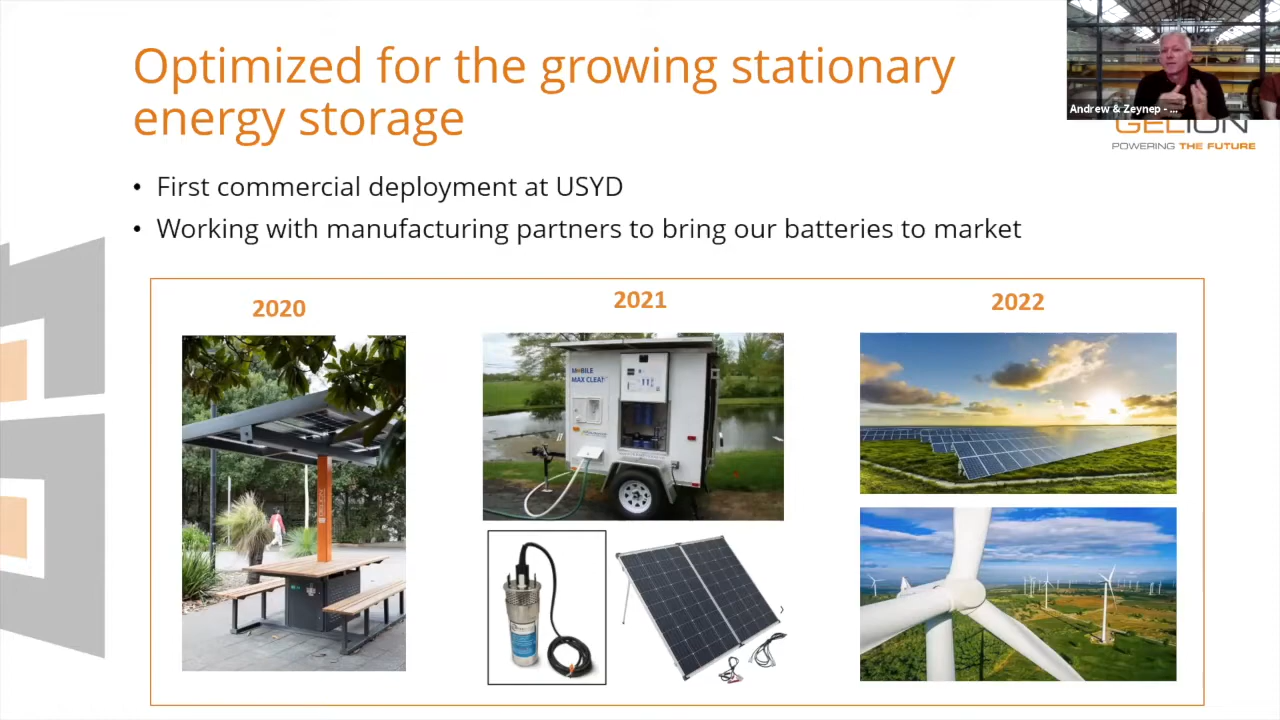 Optimized for the growing stationary
energy storage
Andrew & Zeynep - ...
GELION
POWERING THE FUTURE
• First commercial deployment at USYD
• Working with manufacturing partners to bring our batteries to market
2020
2021
2022
MOBILE
MAX CLEAR